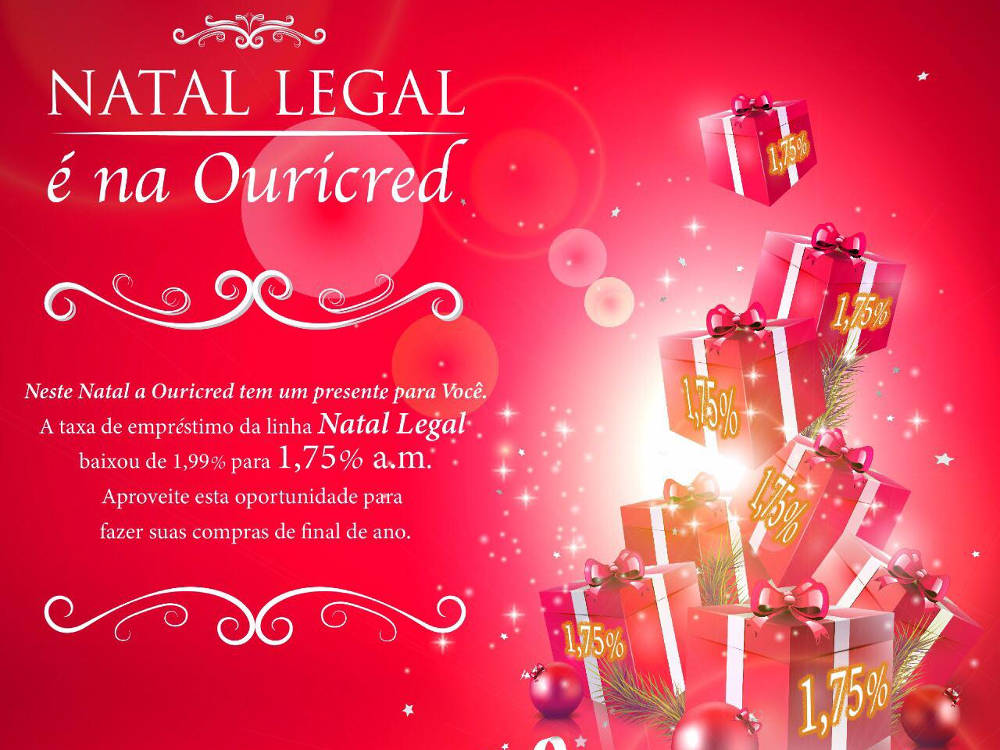 NATAL LEGAL
é na Ouricred
Neste Natal a Ouricred tem um presente para Você.
A taxa de empréstimo da linha Natal Legal
baixou de 1,99% para 1,75% a.m.
Aproveite esta oportunidade para
fazer suas compras de final de ano.
1,75%
1,75%
1,75%
1,75%
1,75%
1,75%